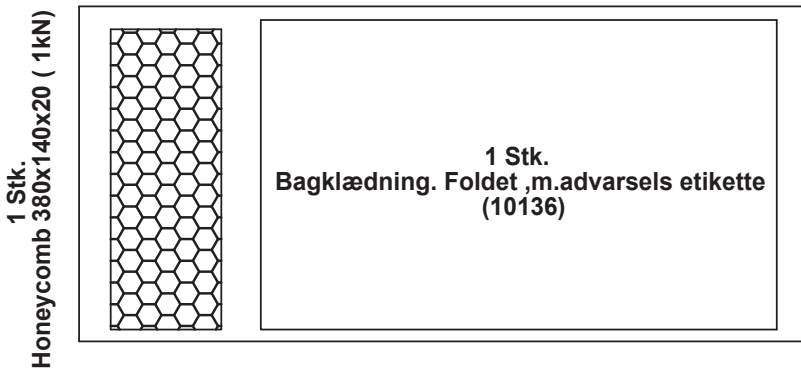 1 Stk.
Honeycomb 380x140x20 ( 1kN)
1 Stk.
Bagklædning. Foldet ,m.advarsels etikette
(10136)